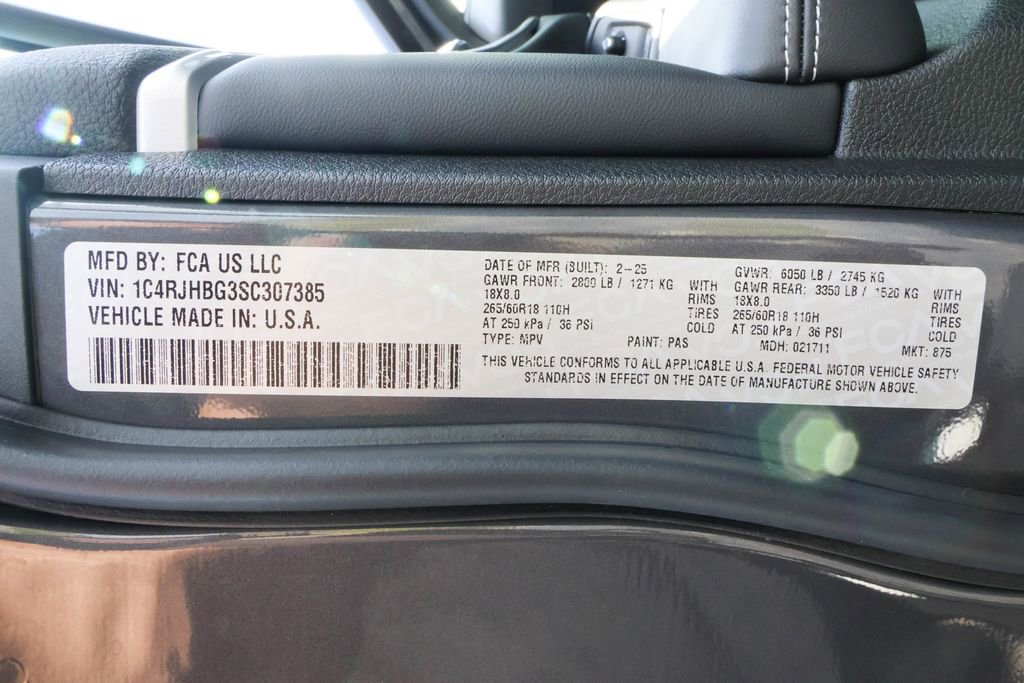 MFD BY: FCA US LLC
VIN: 1C4RJHBG3SC307385
VEHICLE MADE IN: U.S.A.
DATE OF MFR (BUILT): 2-25
GAWR FRONT: 2800 LB / 1271 KG WITH
18X8.0 RIMS
265/60R18 110H TIRES
AT 250 kPa / 36 PSI COLD
TYPE: MPV PAINT: PAS
GVWR: 6050 LB / 2745 KG
GAWR REAR: 3350 LB / 1520 KG WITH
18X8.0 RIMS
265/60R18 110H TIRES
AT 250 kPa / 36 PSI COLD
MDH: 021711 MKT: 875
THIS VEHICLE CONFORMS TO ALL APPLICABLE U.S.A. FEDERAL MOTOR VEHICLE SAFETY
STANDARDS IN EFFECT ON THE DATE OF MANUFACTURE SHOWN ABOVE.